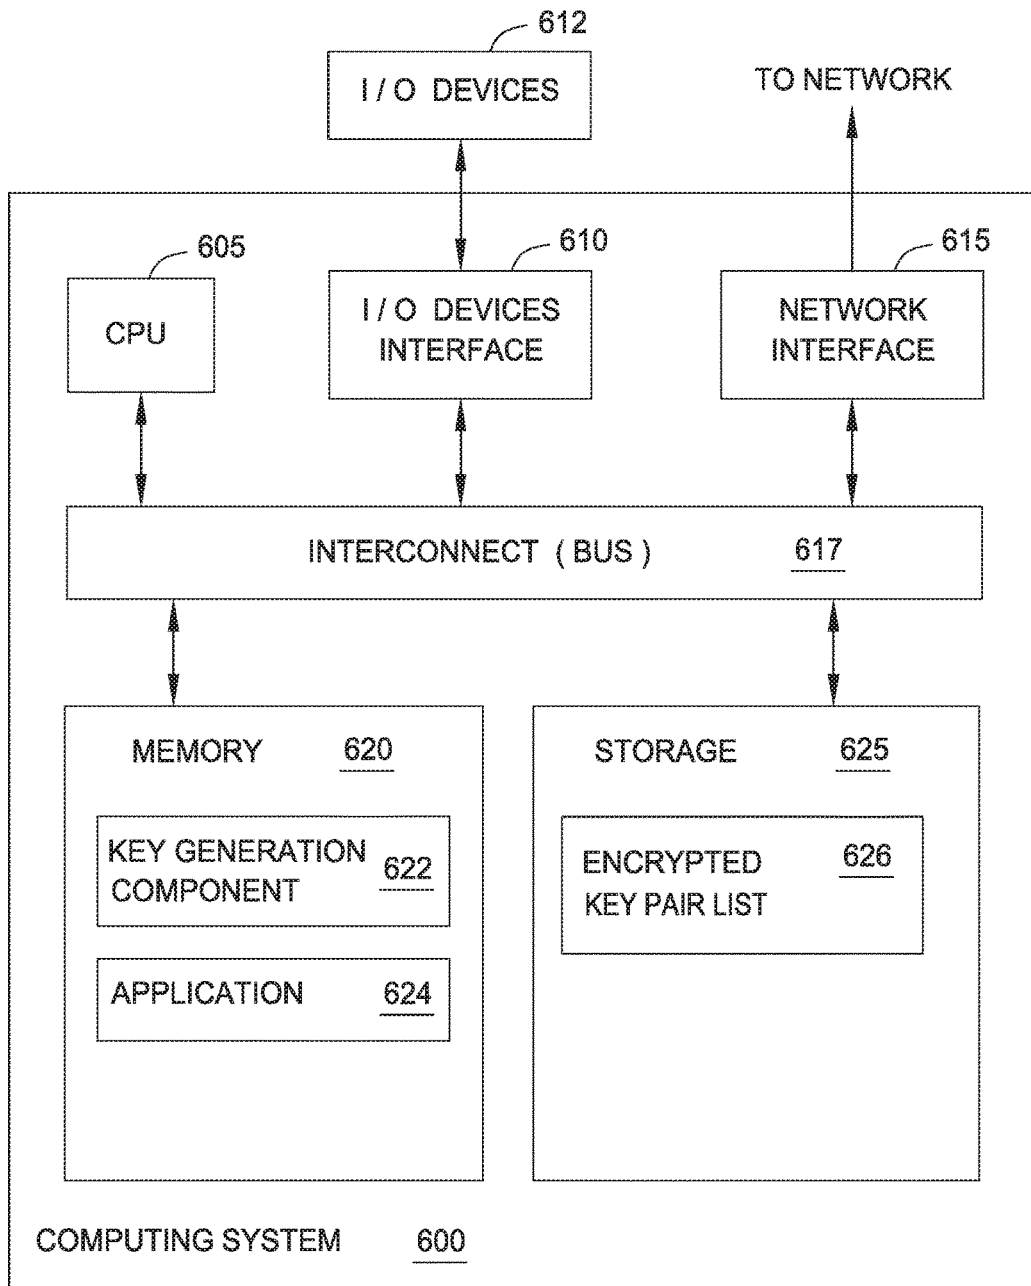 612
I / O DEVICES
TO NETWORK
605
610
615
CPU
I / O DEVICES
INTERFACE
NETWORK
INTERFACE
INTERCONNECT ( BUS ) 617
MEMORY 620
KEY GENERATION
COMPONENT 622
APPLICATION 624
STORAGE 625
ENCRYPTED 626
KEY PAIR LIST
COMPUTING SYSTEM 600